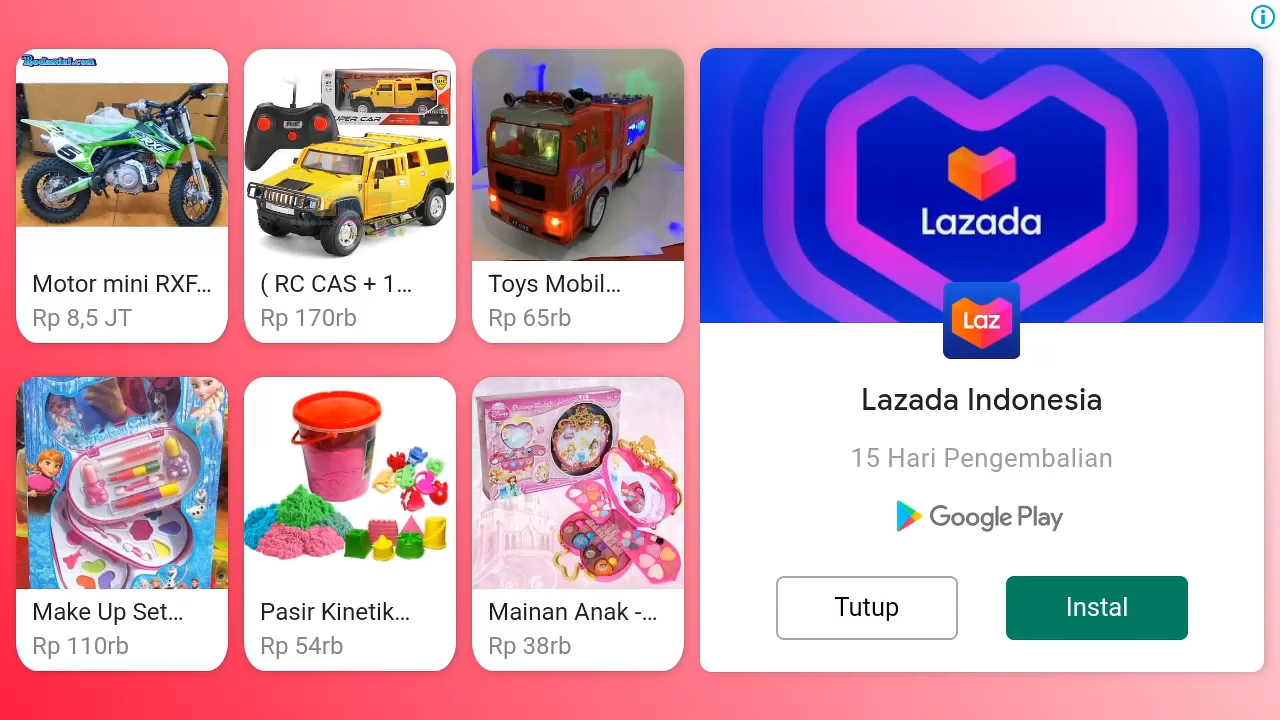 Motor mini RXF...
Rp 8,5 JT
( RC CAS + 1...
Rp 170rb
Toys Mobil...
Rp 65rb
Make Up Set...
Rp 110rb
Pasir Kinetik...
Rp 54rb
Mainan Anak -...
Rp 38rb
Lazada
Laz
Lazada Indonesia
15 Hari Pengembalian
Google Play
Tutup
Instal